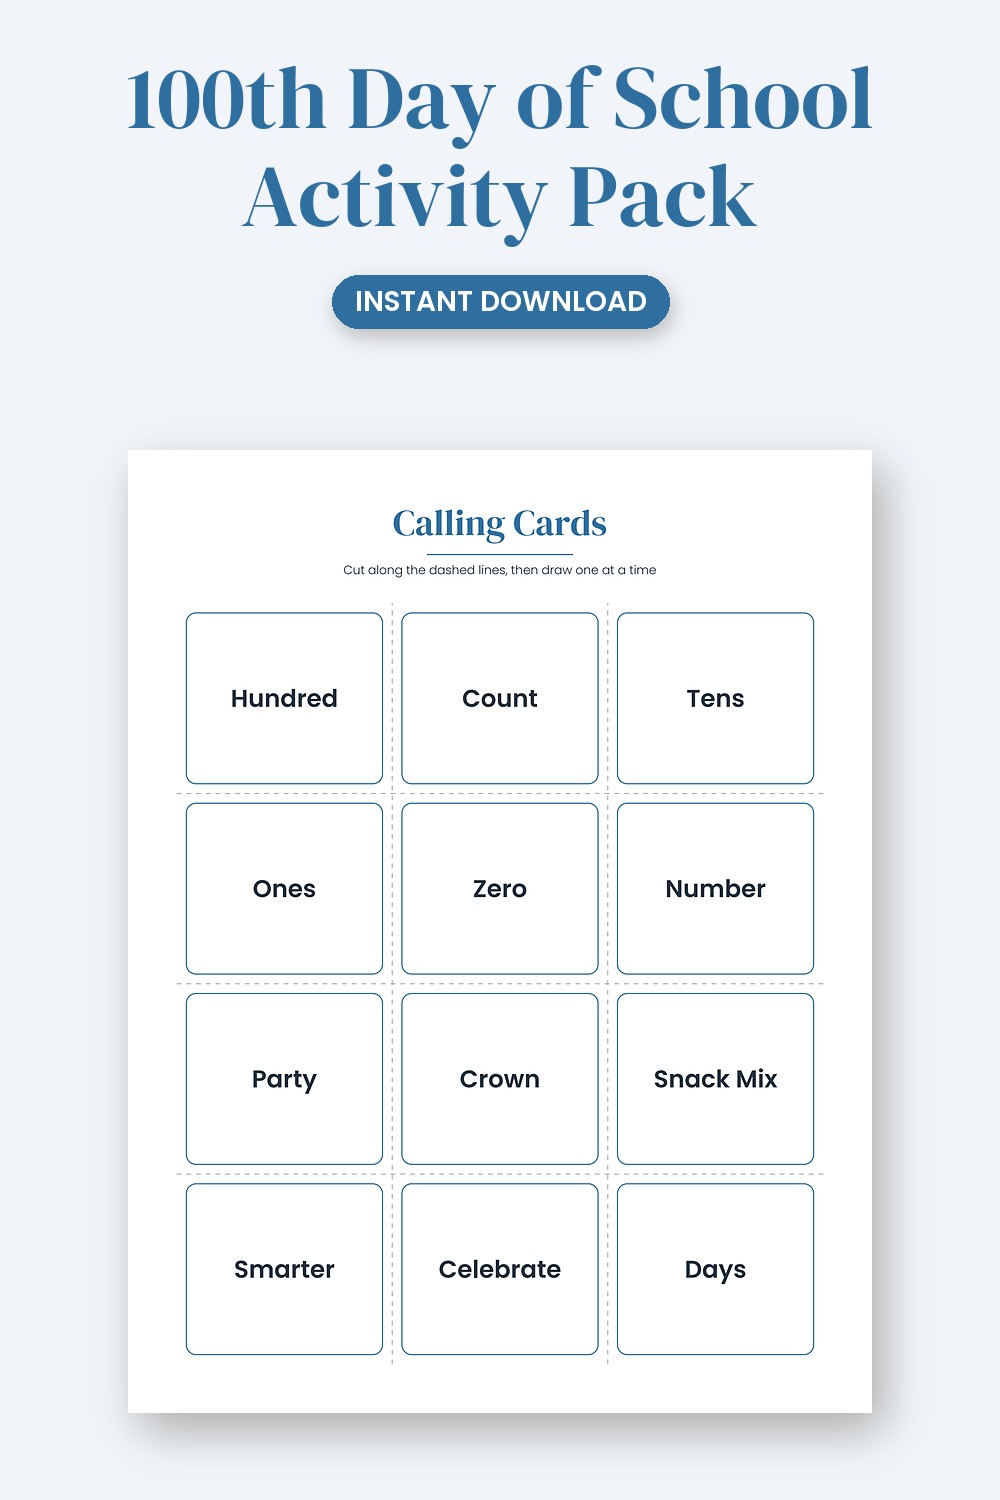 100th Day of School
Activity Pack
INSTANT DOWNLOAD
Calling Cards
Cut along the dashed lines, then draw one at a time
Hundred
Count
Tens
Ones
Zero
Number
Party
Crown
Snack Mix
Smarter
Celebrate
Days